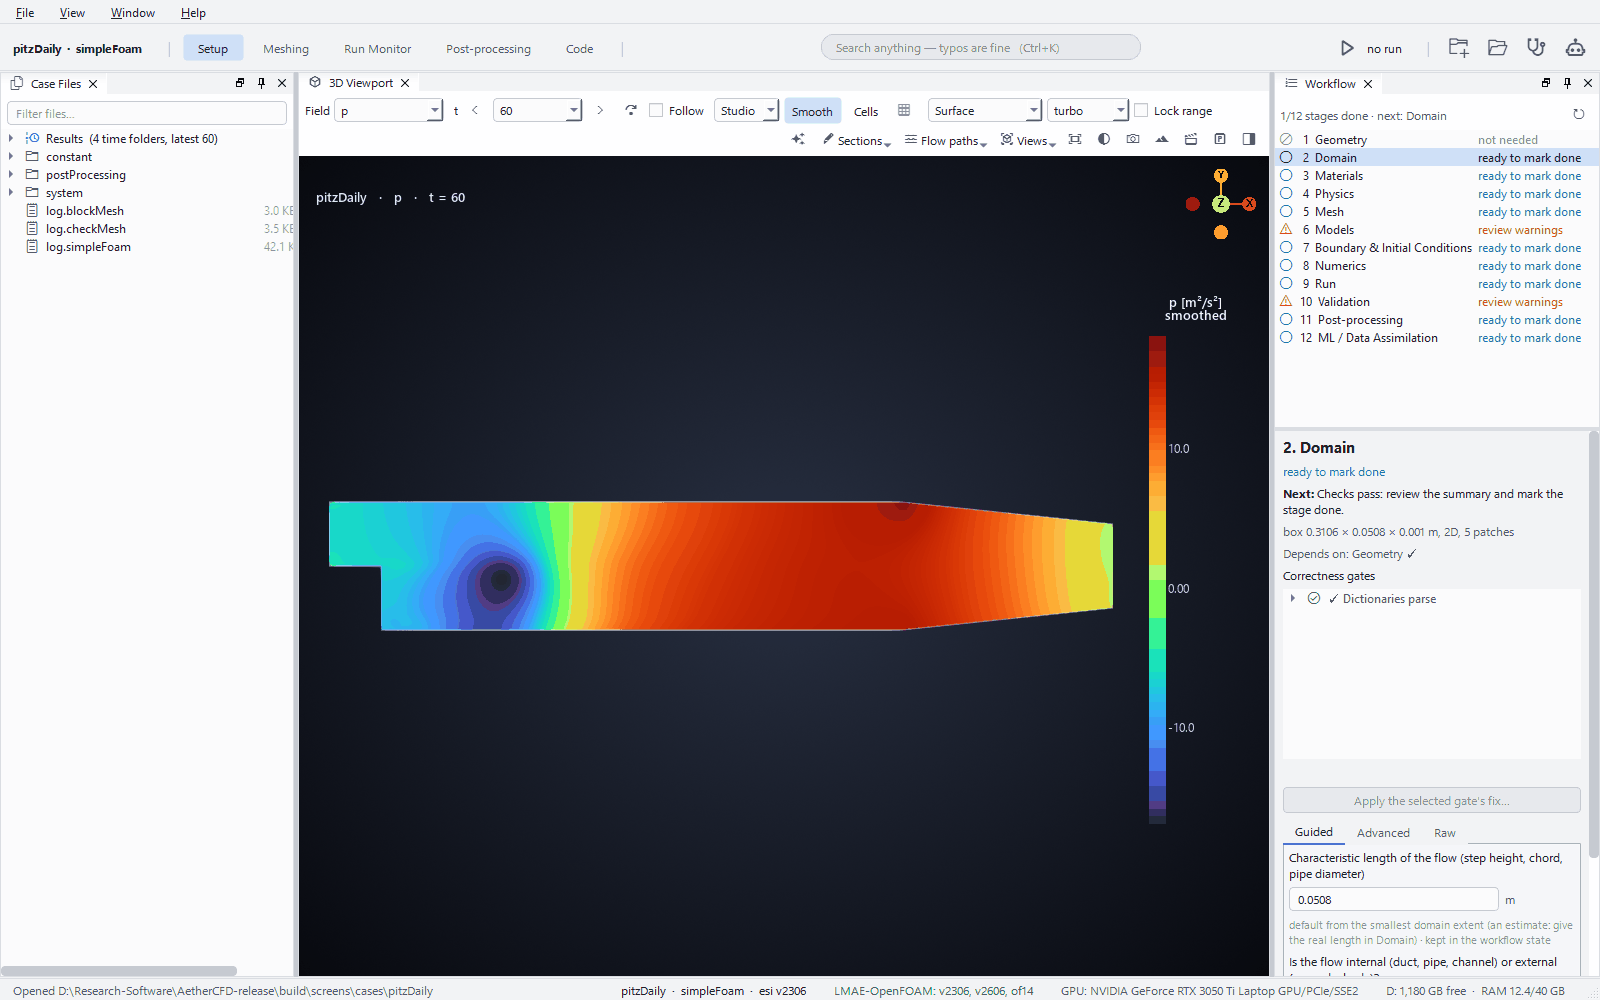 File View Window Help
pitzDaily · simpleFoam Setup Meshing Run Monitor Post-processing Code Search anything — typos are fine (Ctrl+K) no run
Case Files
Filter files...
Results (4 time folders, latest 60)
constant
postProcessing
system
log.blockMesh 3.0 KE
log.checkMesh 3.5 KE
log.simpleFoam 42.1 K
3D Viewport
Field p t < 60 > Follow Studio Smooth Cells Surface turbo Lock range
Sections Flow paths Views
pitzDaily · p · t = 60
Y
Z X
p [m²/s²]
smoothed
10.0
0.00
-10.0
Workflow
1/12 stages done · next: Domain
1 Geometry not needed
2 Domain ready to mark done
3 Materials ready to mark done
4 Physics ready to mark done
5 Mesh ready to mark done
6 Models review warnings
7 Boundary & Initial Conditions ready to mark done
8 Numerics ready to mark done
9 Run ready to mark done
10 Validation review warnings
11 Post-processing ready to mark done
12 ML / Data Assimilation ready to mark done
2. Domain
ready to mark done
Next: Checks pass: review the summary and mark the
stage done.
box 0.3106 × 0.0508 × 0.001 m, 2D, 5 patches
Depends on: Geometry ✓
Correctness gates
✓ Dictionaries parse
Apply the selected gate's fix...
Guided Advanced Raw
Characteristic length of the flow (step height, chord,
pipe diameter)
0.0508 m
default from the smallest domain extent (an estimate: give
the real length in Domain) · kept in the workflow state
Is the flow internal (duct, pipe, channel) or external
Opened D:\Research-Software\AetherCFD-release\build\screens\cases\pitzDaily pitzDaily · simpleFoam · esi v2306 LMAE-OpenFOAM: v2306, v2606, of14 GPU: NVIDIA GeForce RTX 3050 Ti Laptop GPU/PCIe/SSE2 D: 1,180 GB free · RAM 12.4/40 GB